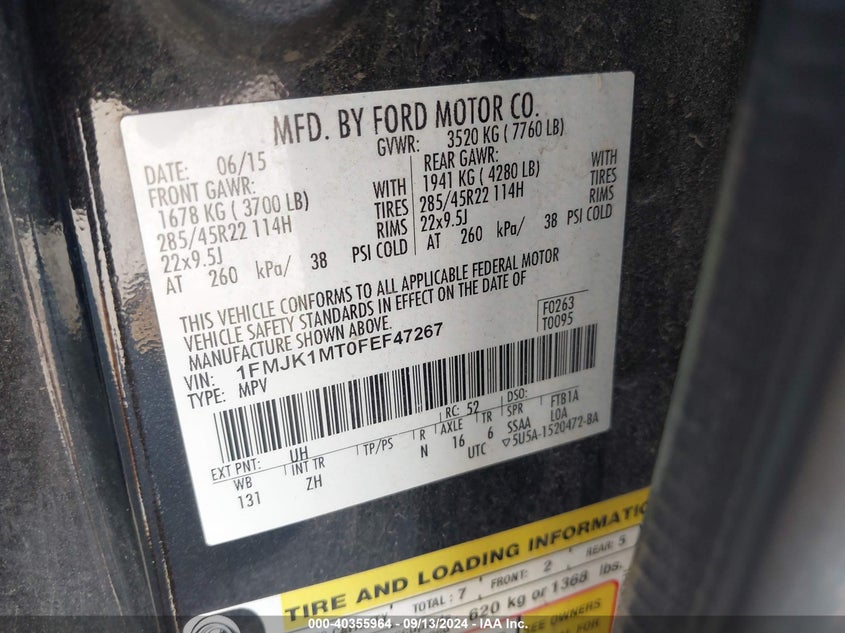 MFD. BY FORD MOTOR CO.
DATE: 06/15 GVWR: 3520 KG ( 7760 LB)
FRONT GAWR: WITH REAR GAWR: WITH
1678 KG ( 3700 LB) TIRES 1941 KG ( 4280 LB) TIRES
285/45R22 114H RIMS 285/45R22 114H RIMS
22x9.5J 22x9.5J
AT 260 kPa/ 38 PSI COLD AT 260 kPa/ 38 PSI COLD
THIS VEHICLE CONFORMS TO ALL APPLICABLE FEDERAL MOTOR
VEHICLE SAFETY STANDARDS IN EFFECT ON THE DATE OF
MANUFACTURE SHOWN ABOVE.
F0263
T0095
VIN: 1FMJK1MT0FEF47267
TYPE: MPV
EXT PNT: UH RC: 52 DSO:
WB INT TR TP/PS R AXLE TR SPR FTB1A
131 ZH N 16 6 SSAA LOA
UTC ▽5U5A-1520472-BA
TIRE AND LOADING INFORMATIO
TOTAL : 7 FRONT: 2 REAR: 5
620 kg or 1368 lbs.
SEE OWNERS
MANUAL FOR
000-40355964 - 09/13/2024 - IAA Inc.